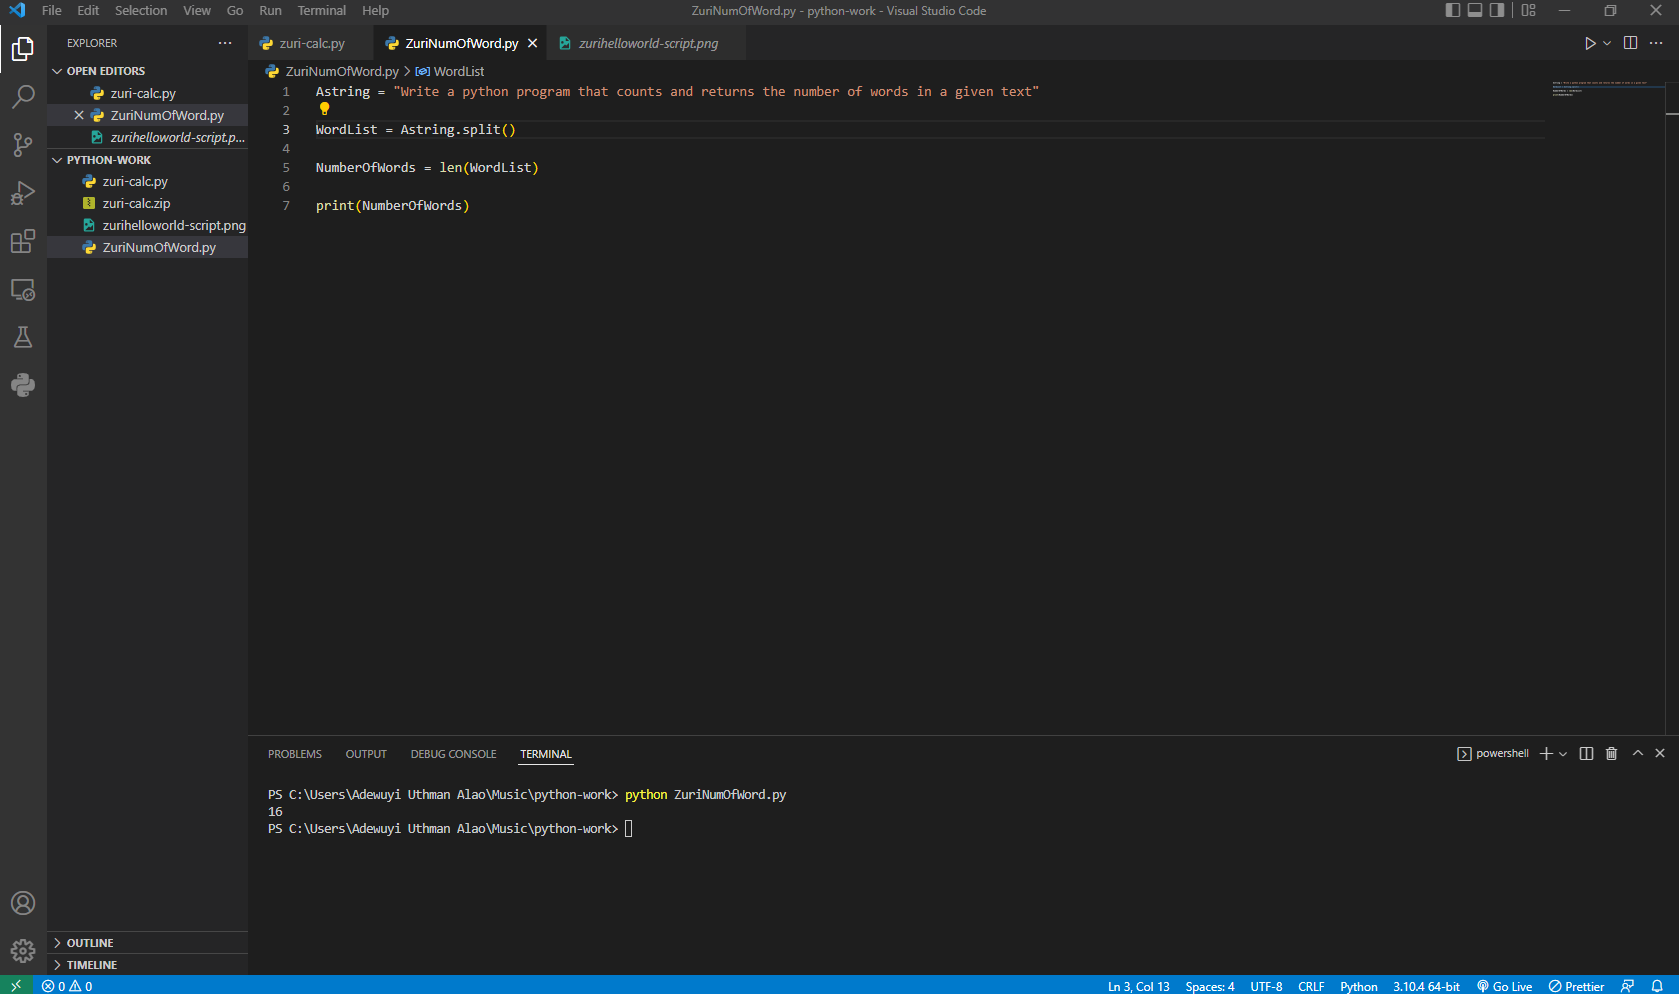 File Edit Selection View Go Run Terminal Help
ZuriNumOfWord.py - python-work - Visual Studio Code
EXPLORER
OPEN EDITORS
zuri-calc.py
ZuriNumOfWord.py
zurihelloworld-script.p...
PYTHON-WORK
zuri-calc.py
zuri-calc.zip
zurihelloworld-script.png
ZuriNumOfWord.py
OUTLINE
TIMELINE
zuri-calc.py ZuriNumOfWord.py zurihelloworld-script.png
ZuriNumOfWord.py > WordList
1 Astring = "Write a python program that counts and returns the number of words in a given text"
2
3 WordList = Astring.split()
4
5 NumberOfWords = len(WordList)
6
7 print(NumberOfWords)
PROBLEMS OUTPUT DEBUG CONSOLE TERMINAL
powershell
PS C:\Users\Adewuyi Uthman Alao\Music\python-work> python ZuriNumOfWord.py
16
PS C:\Users\Adewuyi Uthman Alao\Music\python-work>
0 0
Ln 3, Col 13 Spaces: 4 UTF-8 CRLF Python 3.10.4 64-bit Go Live Prettier